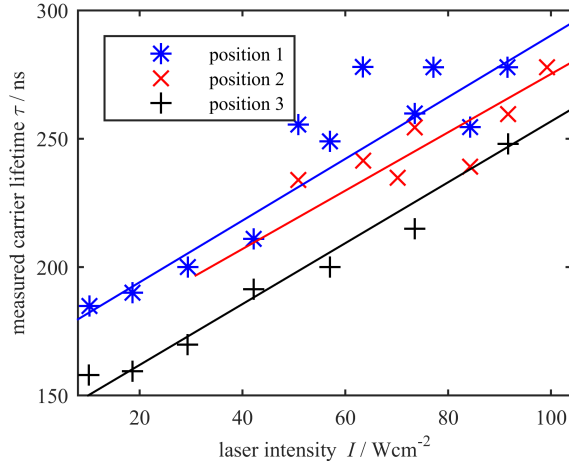 300
250
200
150
measured carrier lifetime τ / ns
position 1
position 2
position 3
20 40 60 80 100
laser intensity I / Wcm⁻²